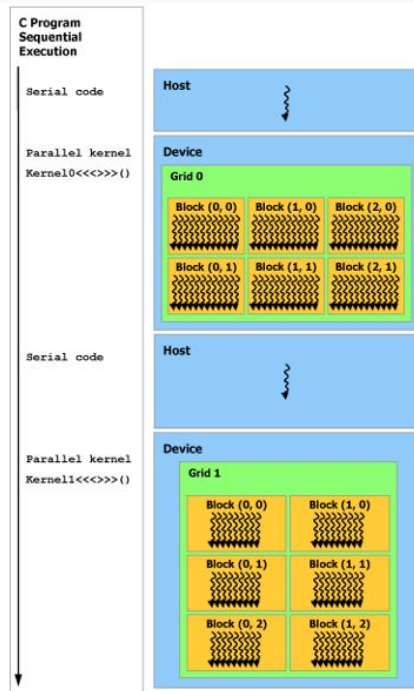 C Program
Sequential
Execution
Serial code
Host
Parallel kernel
Kernel0<<<>>>()
Device
Grid 0
Block (0, 0)
Block (1, 0)
Block (2, 0)
Block (0, 1)
Block (1, 1)
Block (2, 1)
Serial code
Host
Parallel kernel
Kernel1<<<>>>()
Device
Grid 1
Block (0, 0)
Block (1, 0)
Block (0, 1)
Block (1, 1)
Block (0, 2)
Block (1, 2)